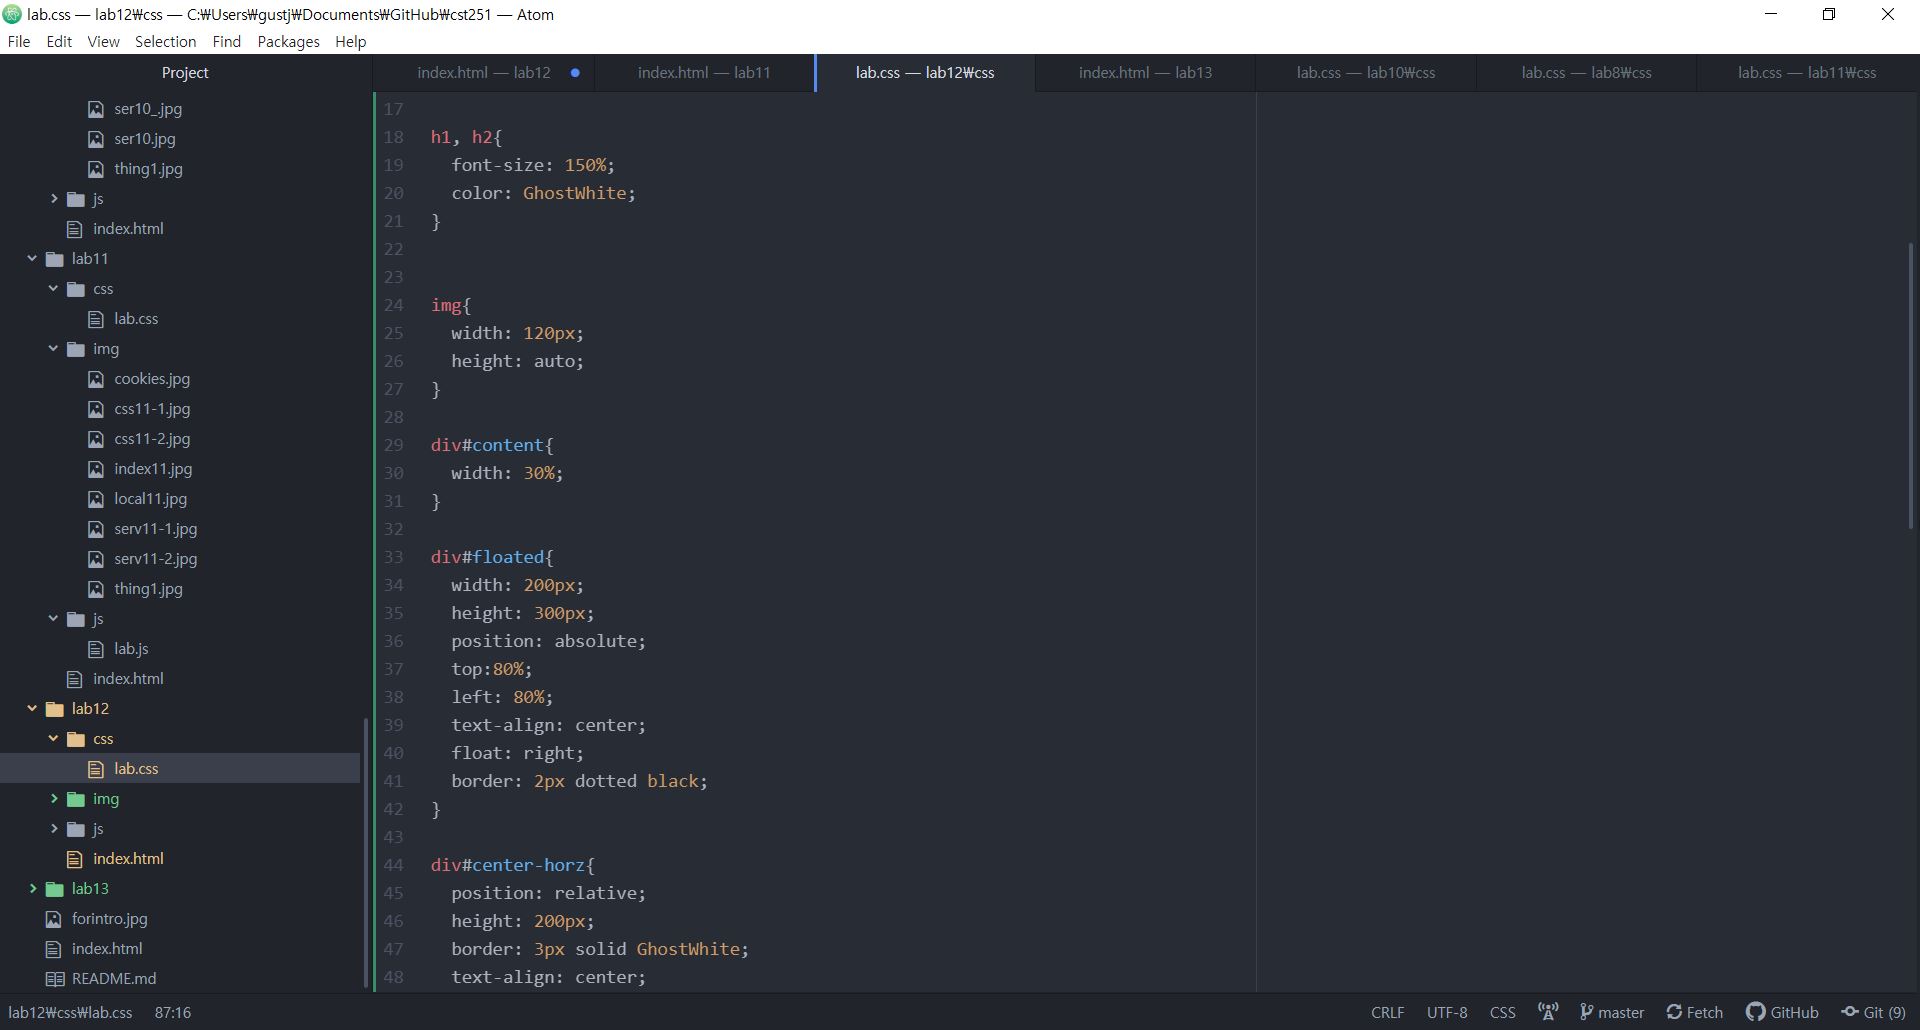 lab.css — lab12₩css — C:₩Users₩gustj₩Documents₩GitHub₩cst251 — Atom
File Edit View Selection Find Packages Help
Project
index.html — lab12
index.html — lab11
lab.css — lab12₩css
index.html — lab13
lab.css — lab10₩css
lab.css — lab8₩css
lab.css — lab11₩css
ser10_.jpg
ser10.jpg
thing1.jpg
js
index.html
lab11
css
lab.css
img
cookies.jpg
css11-1.jpg
css11-2.jpg
index11.jpg
local11.jpg
serv11-1.jpg
serv11-2.jpg
thing1.jpg
js
lab.js
index.html
lab12
css
lab.css
img
js
index.html
lab13
forintro.jpg
index.html
README.md
17
18 h1, h2{
19   font-size: 150%;
20   color: GhostWhite;
21 }
22
23
24 img{
25   width: 120px;
26   height: auto;
27 }
28
29 div#content{
30   width: 30%;
31 }
32
33 div#floated{
34   width: 200px;
35   height: 300px;
36   position: absolute;
37   top:80%;
38   left: 80%;
39   text-align: center;
40   float: right;
41   border: 2px dotted black;
42 }
43
44 div#center-horz{
45   position: relative;
46   height: 200px;
47   border: 3px solid GhostWhite;
48   text-align: center;
lab12₩css₩lab.css 87:16 CRLF UTF-8 CSS master Fetch GitHub Git (9)